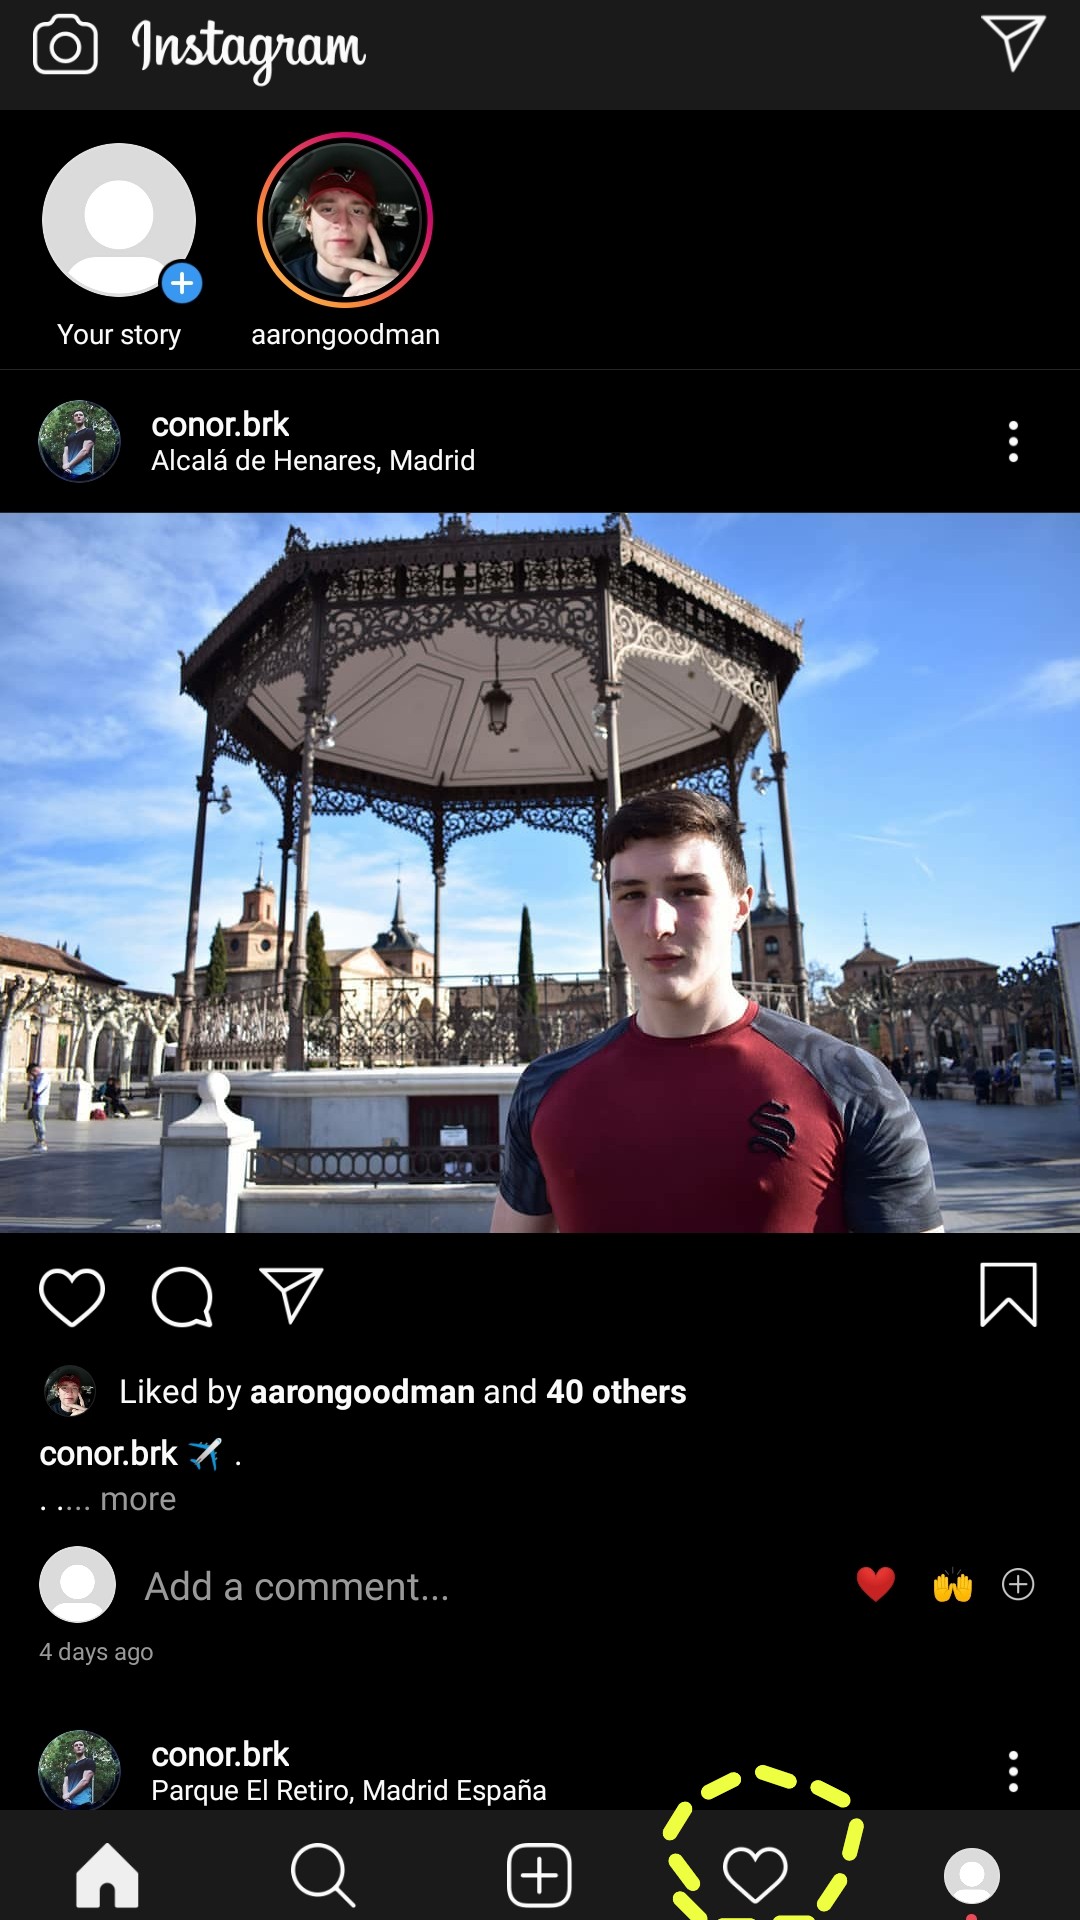 Instagram
Your story
aarongoodman
conor.brk
Alcalá de Henares, Madrid
S
Liked by aarongoodman and 40 others
conor.brk ✈️ .
. .... more
Add a comment...
4 days ago
conor.brk
Parque El Retiro, Madrid España